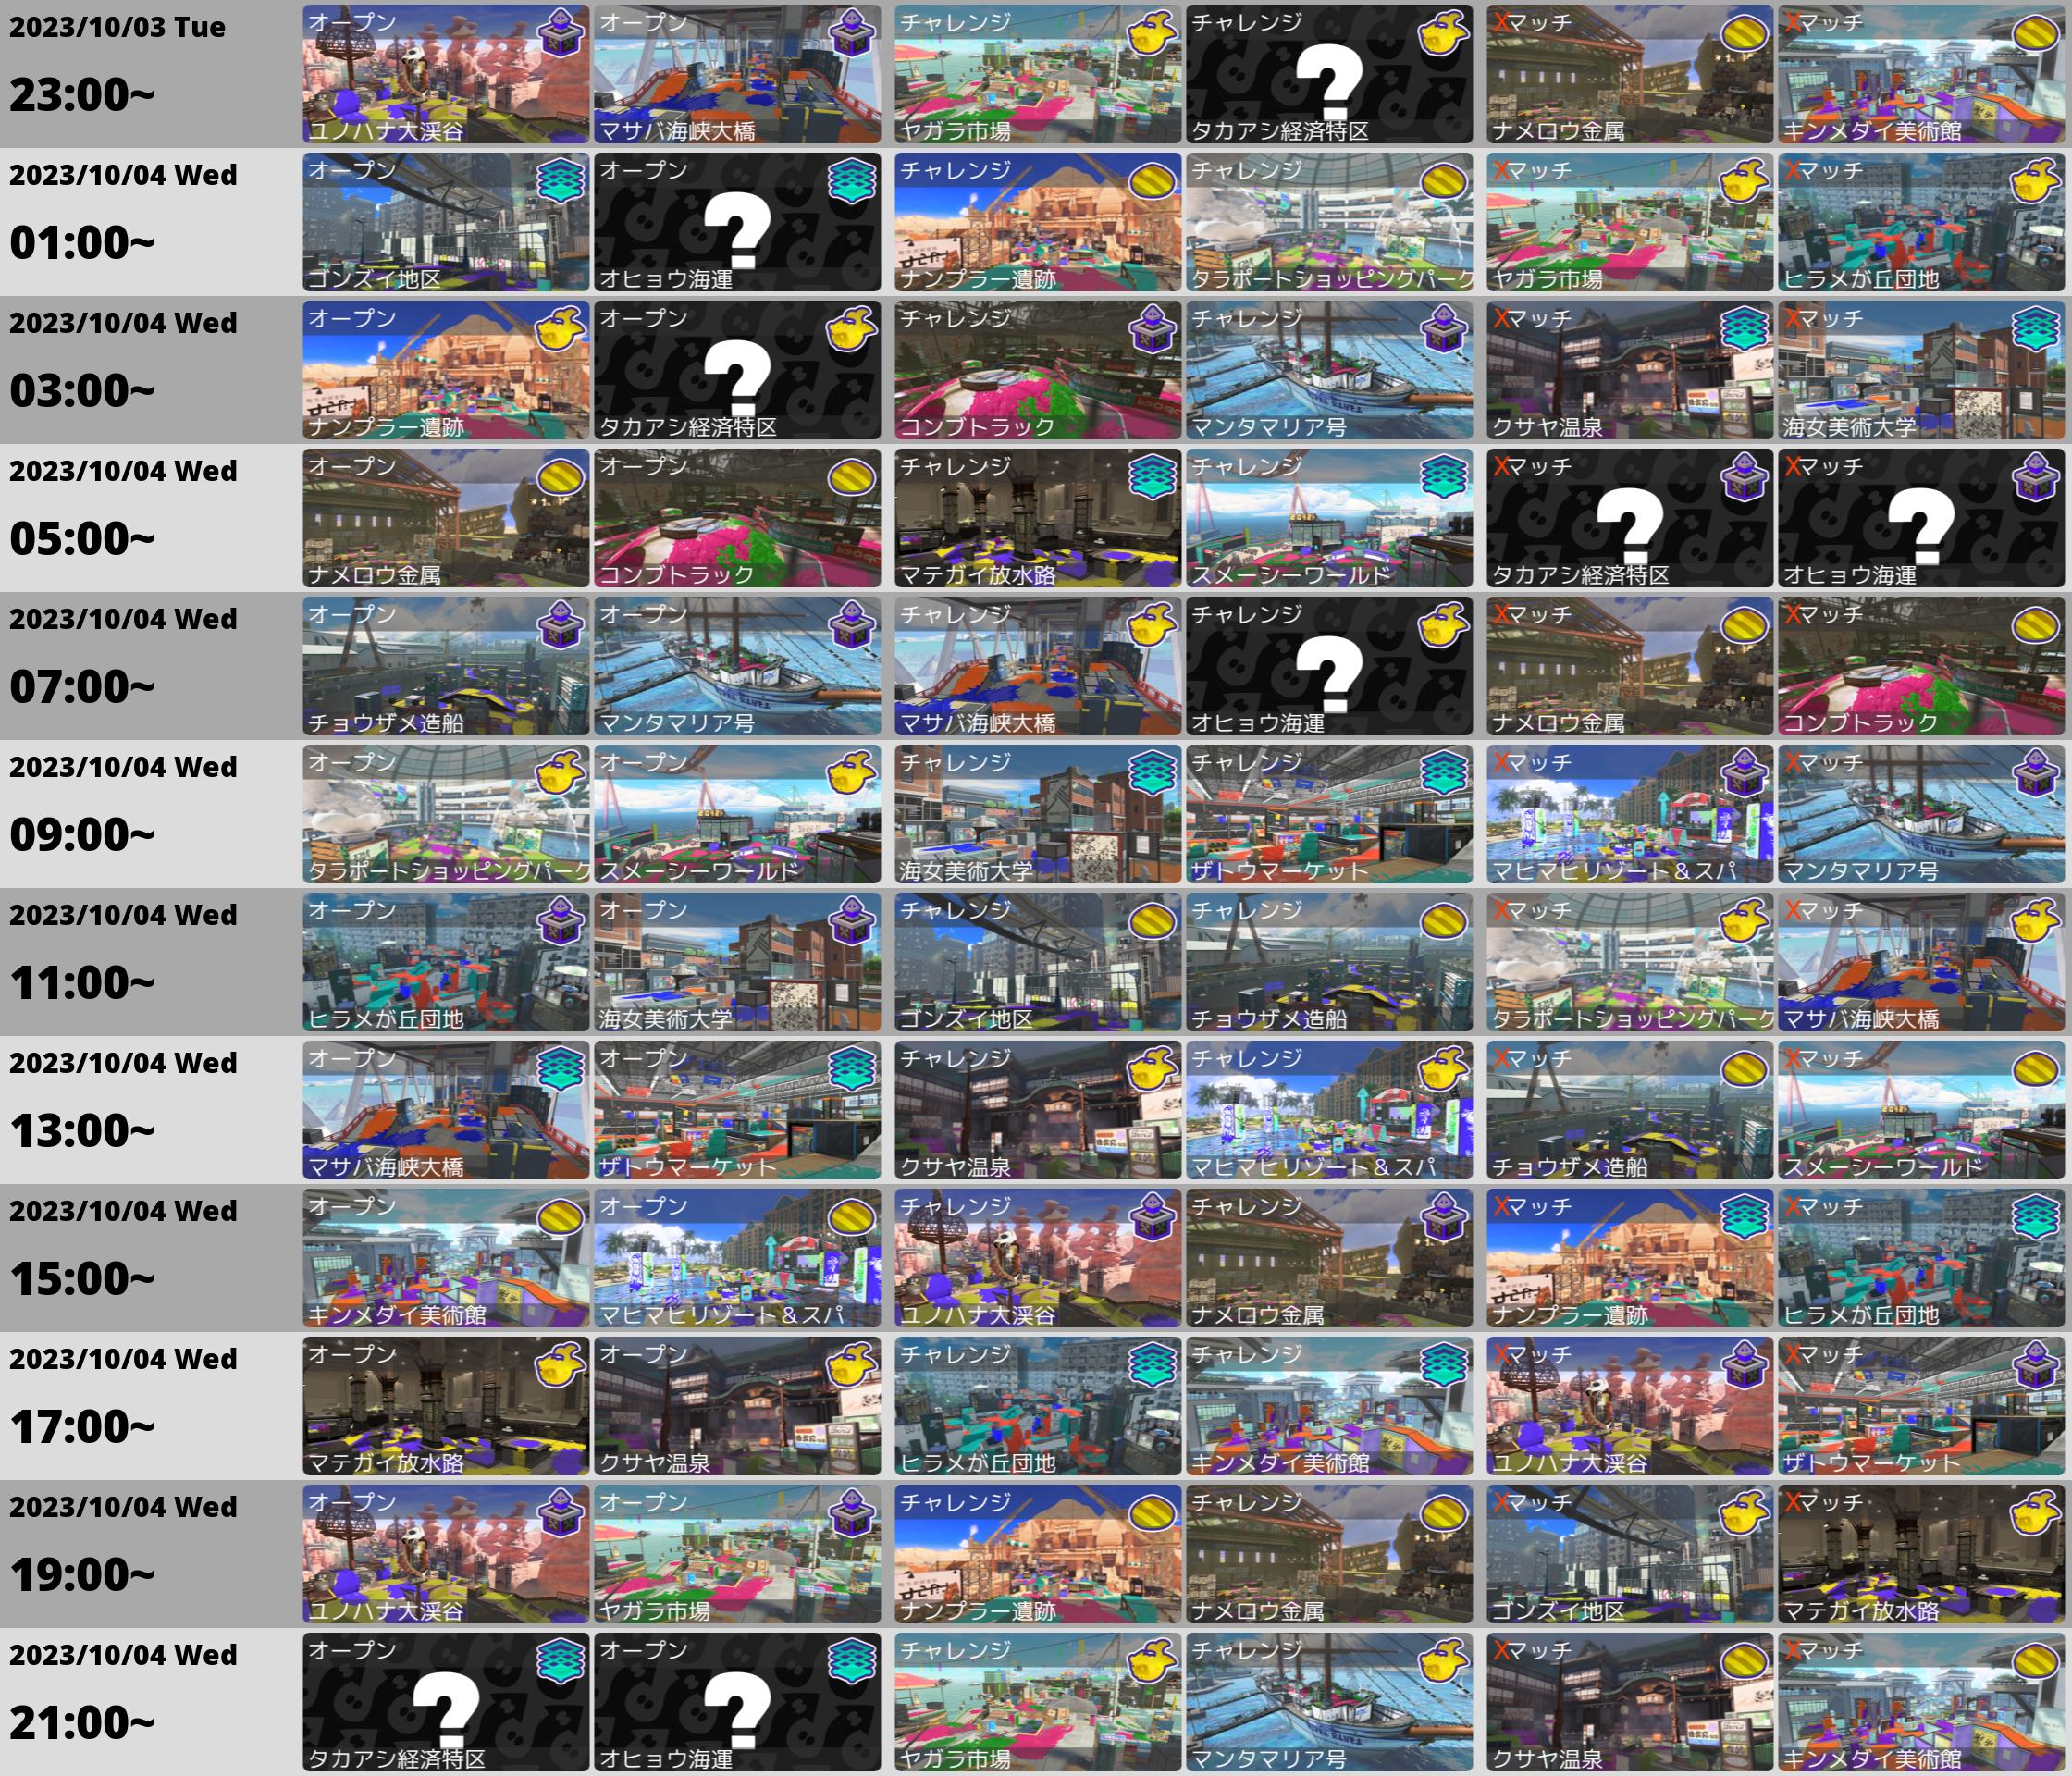 2023/10/03 Tue
23:00~
オープン オープン チャレンジ チャレンジ Xマッチ Xマッチ
ユノハナ大渓谷 マサバ海峡大橋 ヤガラ市場 タカアシ経済特区 ナメロウ金属 キンメダイ美術館
2023/10/04 Wed
01:00~
オープン オープン チャレンジ チャレンジ Xマッチ Xマッチ
ゴンズイ地区 オヒョウ海運 ナンプラー遺跡 タラポートショッピングパーク ヤガラ市場 ヒラメが丘団地
2023/10/04 Wed
03:00~
オープン オープン チャレンジ チャレンジ Xマッチ Xマッチ
ナンプラー遺跡 タカアシ経済特区 コンブトラック マンタマリア号 クサヤ温泉 海女美術大学
2023/10/04 Wed
05:00~
オープン オープン チャレンジ チャレンジ Xマッチ Xマッチ
ナメロウ金属 コンブトラック マテガイ放水路 スメーシーワールド タカアシ経済特区 オヒョウ海運
2023/10/04 Wed
07:00~
オープン オープン チャレンジ チャレンジ Xマッチ Xマッチ
チョウザメ造船 マンタマリア号 マサバ海峡大橋 オヒョウ海運 ナメロウ金属 コンブトラック
2023/10/04 Wed
09:00~
オープン オープン チャレンジ チャレンジ Xマッチ Xマッチ
タラポートショッピングパーク スメーシーワールド 海女美術大学 ザトウマーケット マヒマヒリゾート＆スパ マンタマリア号
2023/10/04 Wed
11:00~
オープン オープン チャレンジ チャレンジ Xマッチ Xマッチ
ヒラメが丘団地 海女美術大学 ゴンズイ地区 チョウザメ造船 タラポートショッピングパーク マサバ海峡大橋
2023/10/04 Wed
13:00~
オープン オープン チャレンジ チャレンジ Xマッチ Xマッチ
マサバ海峡大橋 ザトウマーケット クサヤ温泉 マヒマヒリゾート＆スパ チョウザメ造船 スメーシーワールド
2023/10/04 Wed
15:00~
オープン オープン チャレンジ チャレンジ Xマッチ Xマッチ
キンメダイ美術館 マヒマヒリゾート＆スパ ユノハナ大渓谷 ナメロウ金属 ナンプラー遺跡 ヒラメが丘団地
2023/10/04 Wed
17:00~
オープン オープン チャレンジ チャレンジ Xマッチ Xマッチ
マテガイ放水路 クサヤ温泉 ヒラメが丘団地 キンメダイ美術館 ユノハナ大渓谷 ザトウマーケット
2023/10/04 Wed
19:00~
オープン オープン チャレンジ チャレンジ Xマッチ Xマッチ
ユノハナ大渓谷 ヤガラ市場 ナンプラー遺跡 ナメロウ金属 ゴンズイ地区 マテガイ放水路
2023/10/04 Wed
21:00~
オープン オープン チャレンジ チャレンジ Xマッチ Xマッチ
タカアシ経済特区 オヒョウ海運 ヤガラ市場 マンタマリア号 クサヤ温泉 キンメダイ美術館